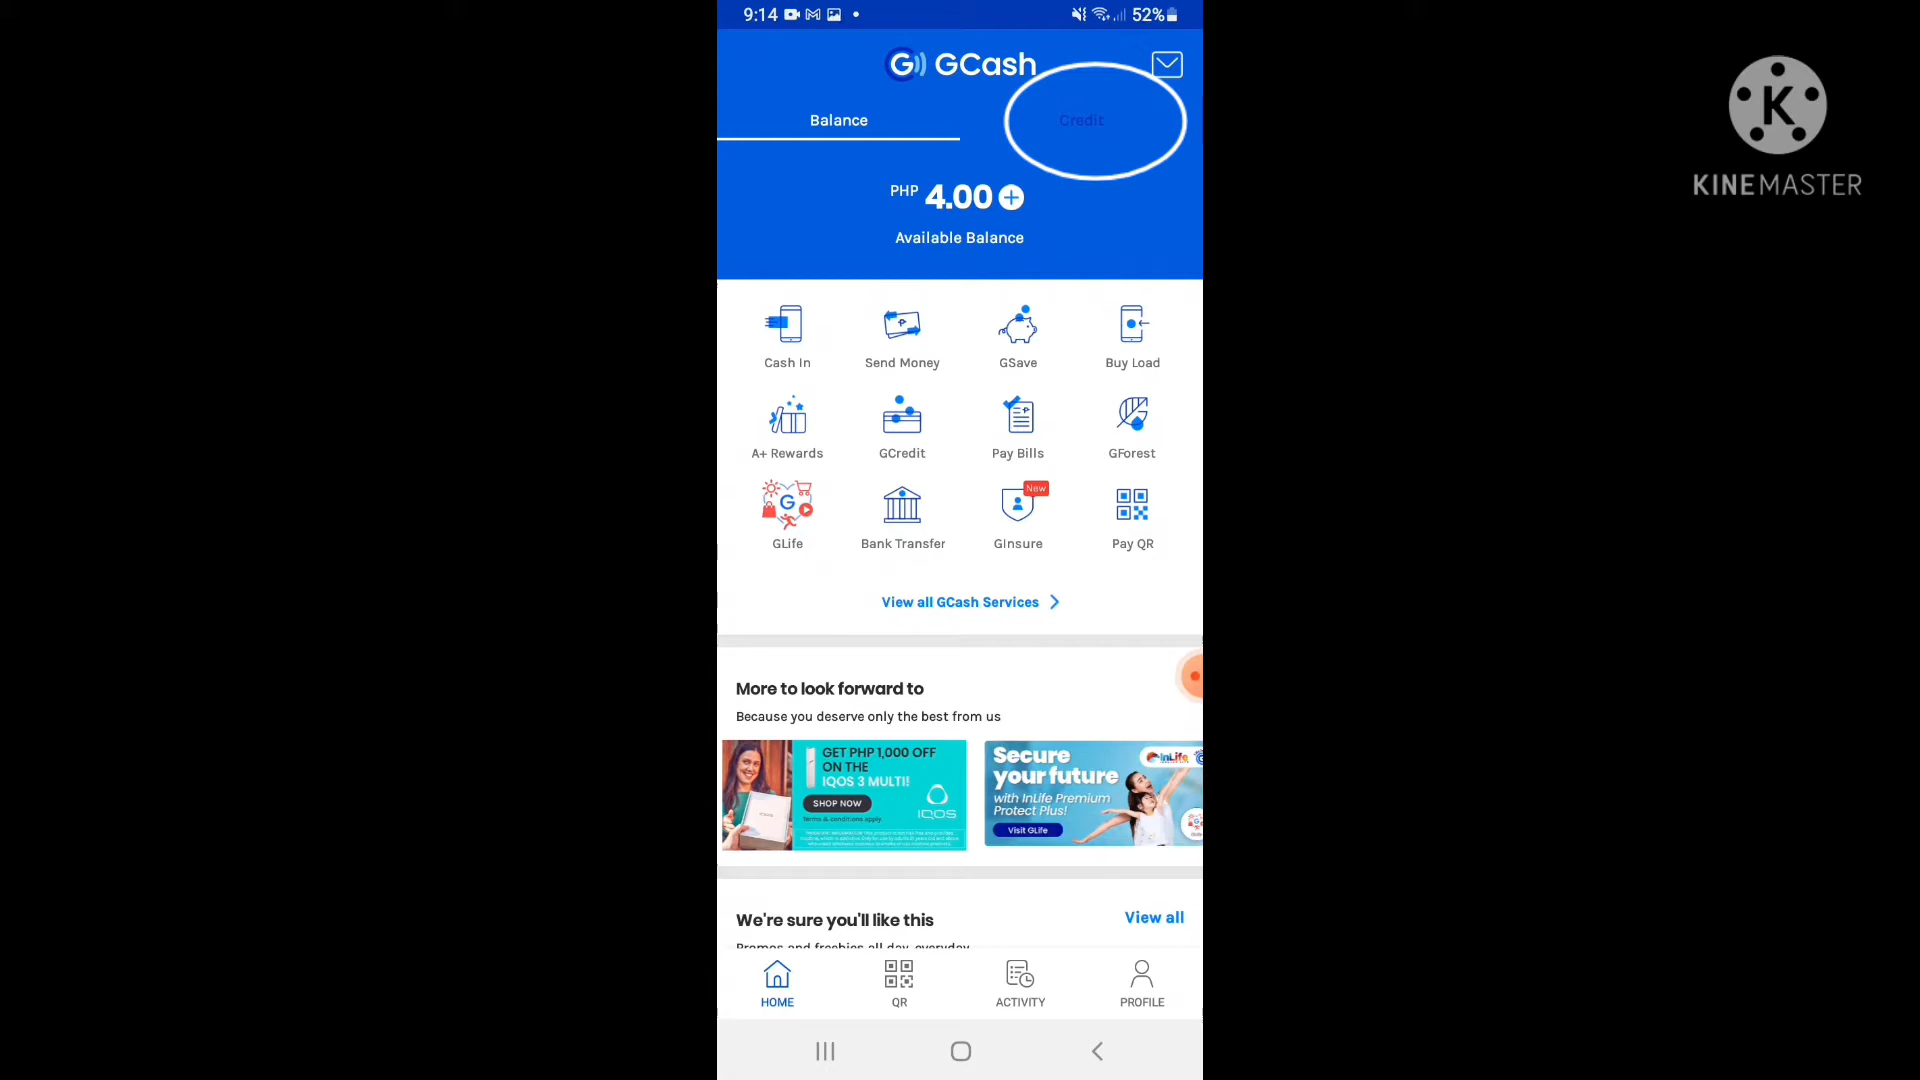 9:14
52%
G GCash
Balance
Credit
PHP 4.00
Available Balance
Cash In
Send Money
GSave
Buy Load
A+ Rewards
GCredit
Pay Bills
GForest
New
G
GLife
Bank Transfer
GInsure
Pay QR
View all GCash Services
More to look forward to
Because you deserve only the best from us
GET PHP 1,000 OFF
ON THE
IQOS 3 MULTI!
SHOP NOW
terms & conditions apply
IQOS
Secure
your future
with InLife Premium
Protect Plus!
Visit GLife
InLife
We're sure you'll like this
View all
Promos and freebies all day, everyday
HOME
QR
ACTIVITY
PROFILE
K
KINEMASTER